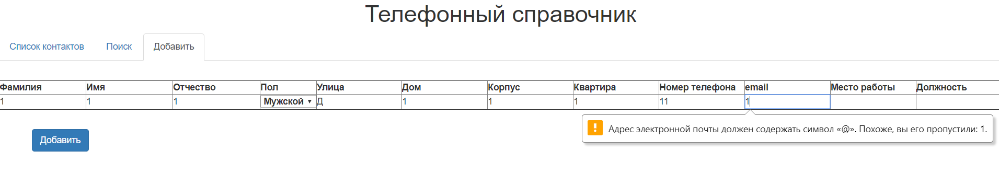 Телефонный справочник
Список контактов Поиск Добавить
Фамилия Имя Отчество Пол Улица Дом Корпус Квартира Номер телефона email Место работы Должность
1 1 1 Мужской Д 1 1 1 11 1
Адрес электронной почты должен содержать символ «@». Похоже, вы его пропустили: 1.
Добавить